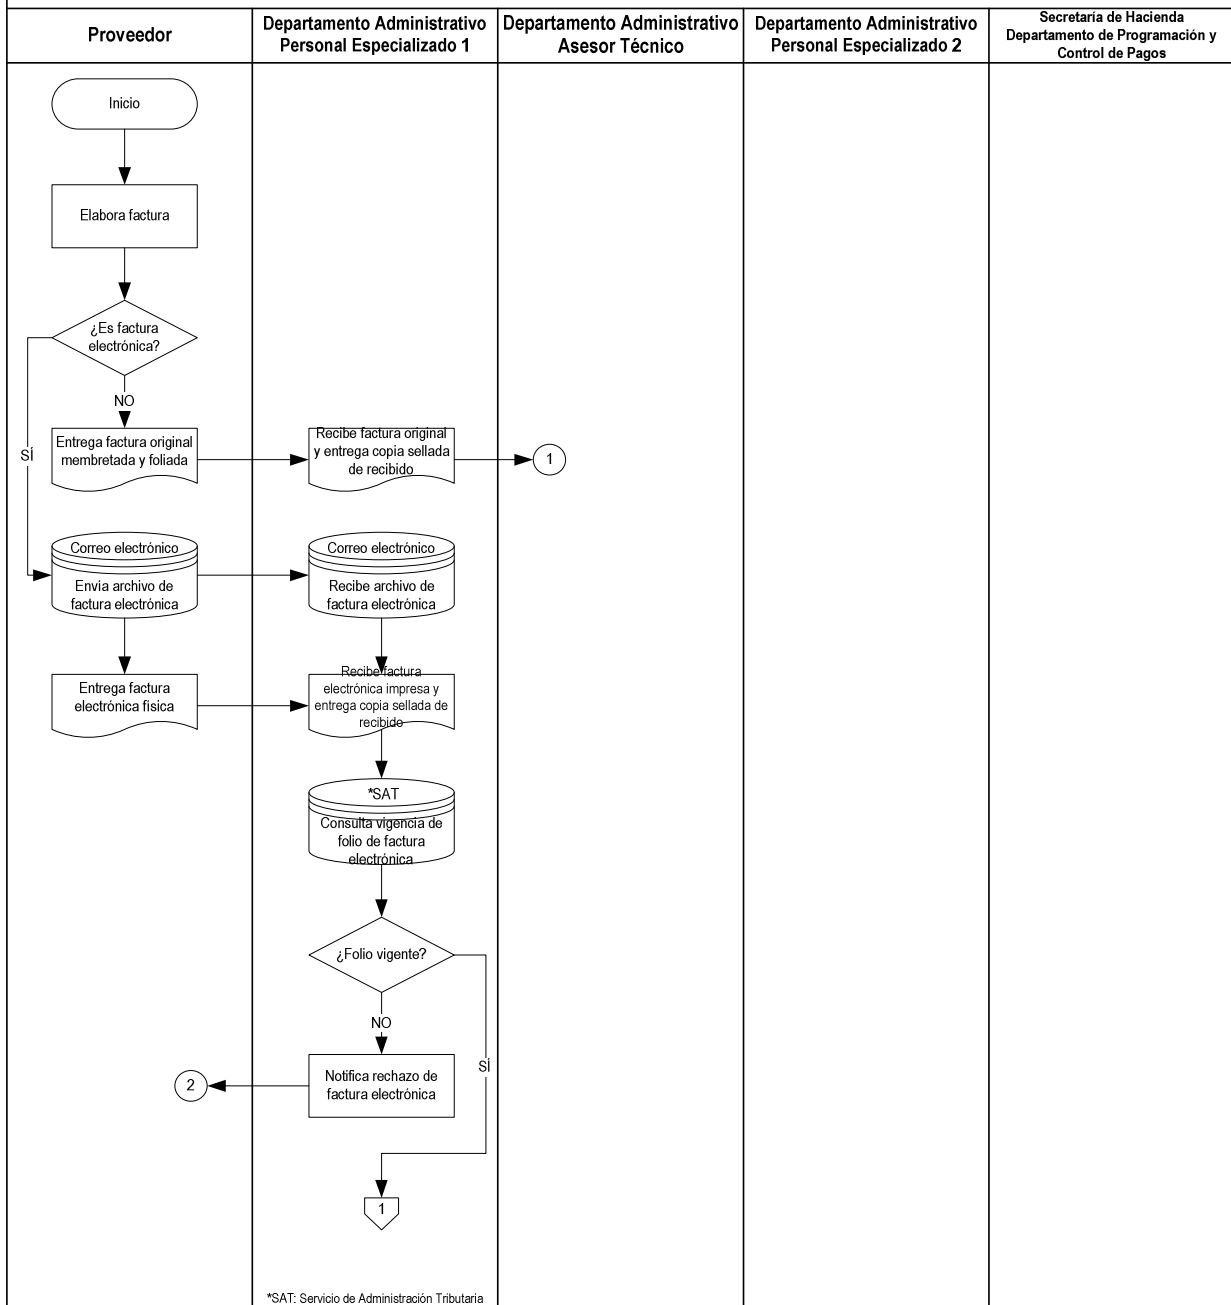 Proveedor
Departamento Administrativo
Personal Especializado 1
Departamento Administrativo
Asesor Técnico
Departamento Administrativo
Personal Especializado 2
Secretaría de Hacienda
Departamento de Programación y
Control de Pagos
Inicio
Elabora factura
¿Es factura
electrónica?
NO
SÍ
Entrega factura original
membretada y foliada
Recibe factura original
y entrega copia sellada
de recibido
1
Correo electrónico
Envia archivo de
factura electrónica
Correo electrónico
Recibe archivo de
factura electrónica
Entrega factura
electrónica física
Recibe factura
electrónica impresa y
entrega copia sellada de
recibido
*SAT
Consulta vigencia de
folio de factura
electrónica
¿Folio vigente?
NO
SÍ
Notifica rechazo de
factura electrónica
2
1
*SAT: Servicio de Administración Tributaria